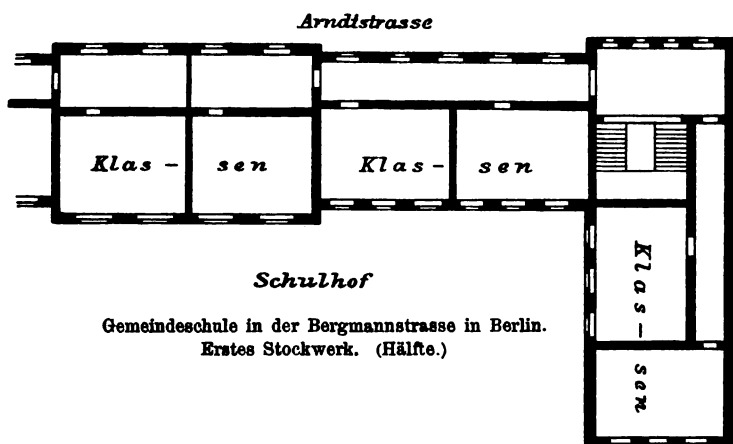 Arndtstrasse
Klas - sen
Klas - sen
Klas - sen
Schulhof
Gemeindeschule in der Bergmannstrasse in Berlin.
Erstes Stockwerk. (Hälfte.)